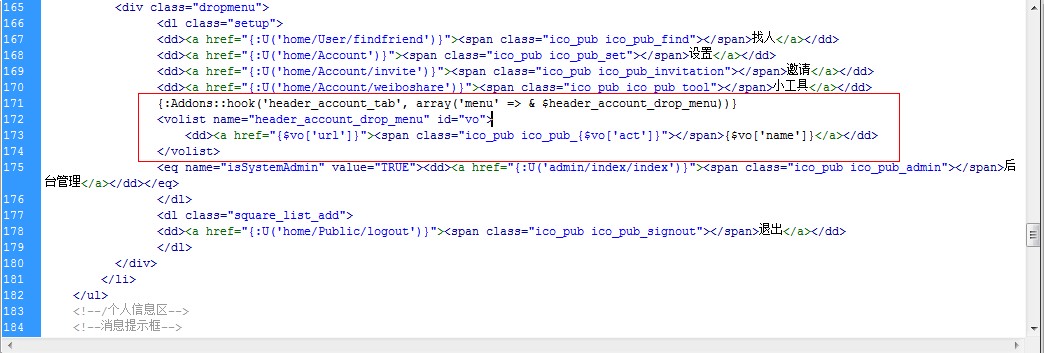 165 <div class="dropmenu">
166 <dl class="setup">
167 <dd><a href="{:U('home/User/findfriend')}"><span class="ico_pub ico_pub_find"></span>找人</a></dd>
168 <dd><a href="{:U('home/Account')}"><span class="ico_pub ico_pub_set"></span>设置</a></dd>
169 <dd><a href="{:U('home/Account/invite')}"><span class="ico_pub ico_pub_invitation"></span>邀请</a></dd>
170 <dd><a href="{:U('home/Account/weiboshare')}"><span class="ico_pub ico_pub_tool"></span>小工具</a></dd>
171 {:Addons::hook('header_account_tab', array('menu' => & $header_account_drop_menu))}
172 <volist name="header_account_drop_menu" id="vo">
173 <dd><a href="{$vo['url']}"><span class="ico_pub ico_pub_{$vo['act']}"></span>{$vo['name']}</a></dd>
174 </volist>
175 <eq name="isSystemAdmin" value="TRUE"><dd><a href="{:U('admin/index/index')}"><span class="ico_pub ico_pub_admin"></span>后
台管理</a></dd></eq>
176 </dl>
177 <dl class="square_list_add">
178 <dd><a href="{:U('home/Public/logout')}"><span class="ico_pub ico_pub_signout"></span>退出</a></dd>
179 </dl>
180 </div>
181 </li>
182 </ul>
183 <!--/个人信息区-->
184 <!--消息提示框-->